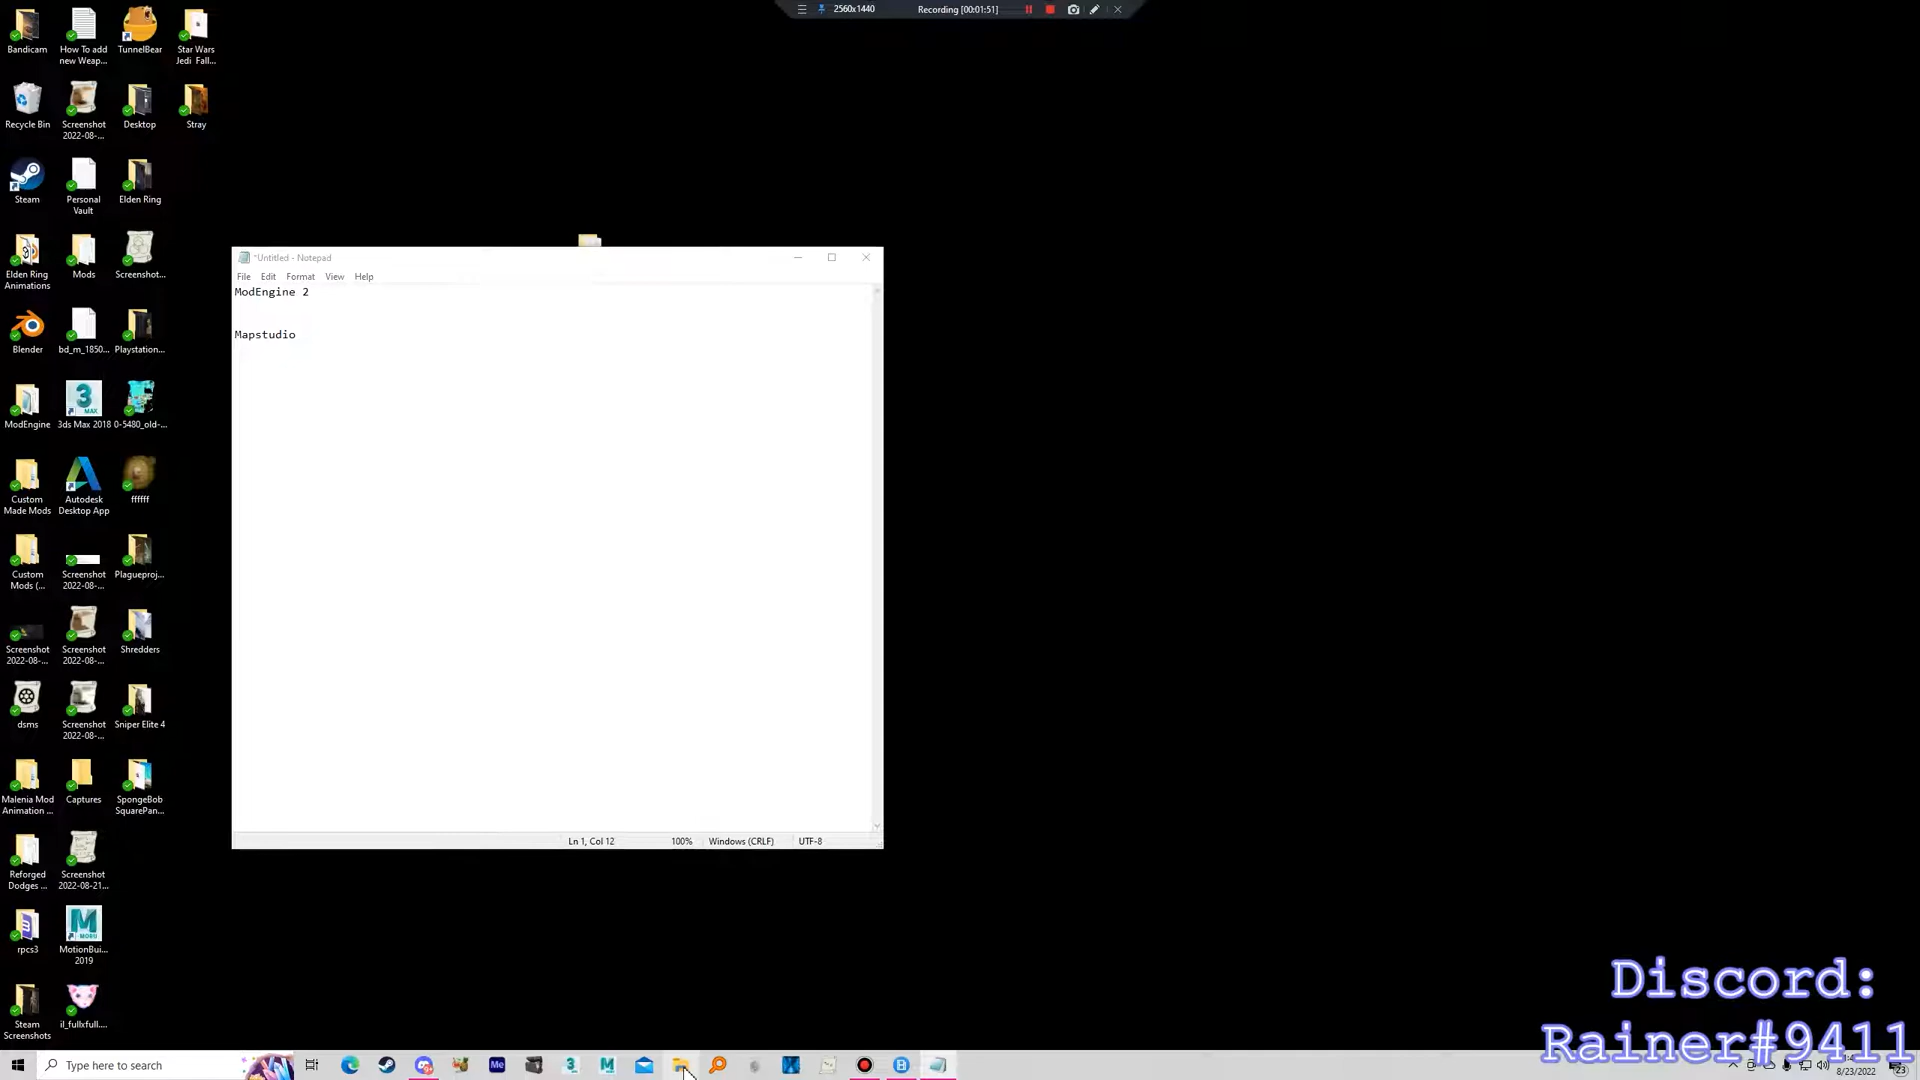 2560x1440
Recording [00:01:51]
Bandicam
How To add
new Weap...
TunnelBear
Star Wars
Jedi Fall...
Recycle Bin
Screenshot
2022-08-...
Desktop
Stray
Steam
Personal
Vault
Elden Ring
Elden Ring
Animations
Mods
Screenshot...
Blender
bd_m_1850...
Playstation...
ModEngine
3ds Max 2018
0-5480_old-...
Custom
Made Mods
Autodesk
Desktop App
ffffff
Custom
Mods (...
Screenshot
2022-08-...
Plagueproj...
Screenshot
2022-08-...
Screenshot
2022-08-...
Shredders
dsms
Screenshot
2022-08-...
Sniper Elite 4
Malenia Mod
Animation ...
Captures
SpongeBob
SquarePan...
Reforged
Dodges ...
Screenshot
2022-08-21...
rpcs3
MotionBui...
2019
Steam
Screenshots
il_fullxfull....
*Untitled - Notepad
File Edit Format View Help
ModEngine 2
Mapstudio
Ln 1, Col 12
100%
Windows (CRLF)
UTF-8
Discord:
Rainer#9411
Type here to search
8/23/2022